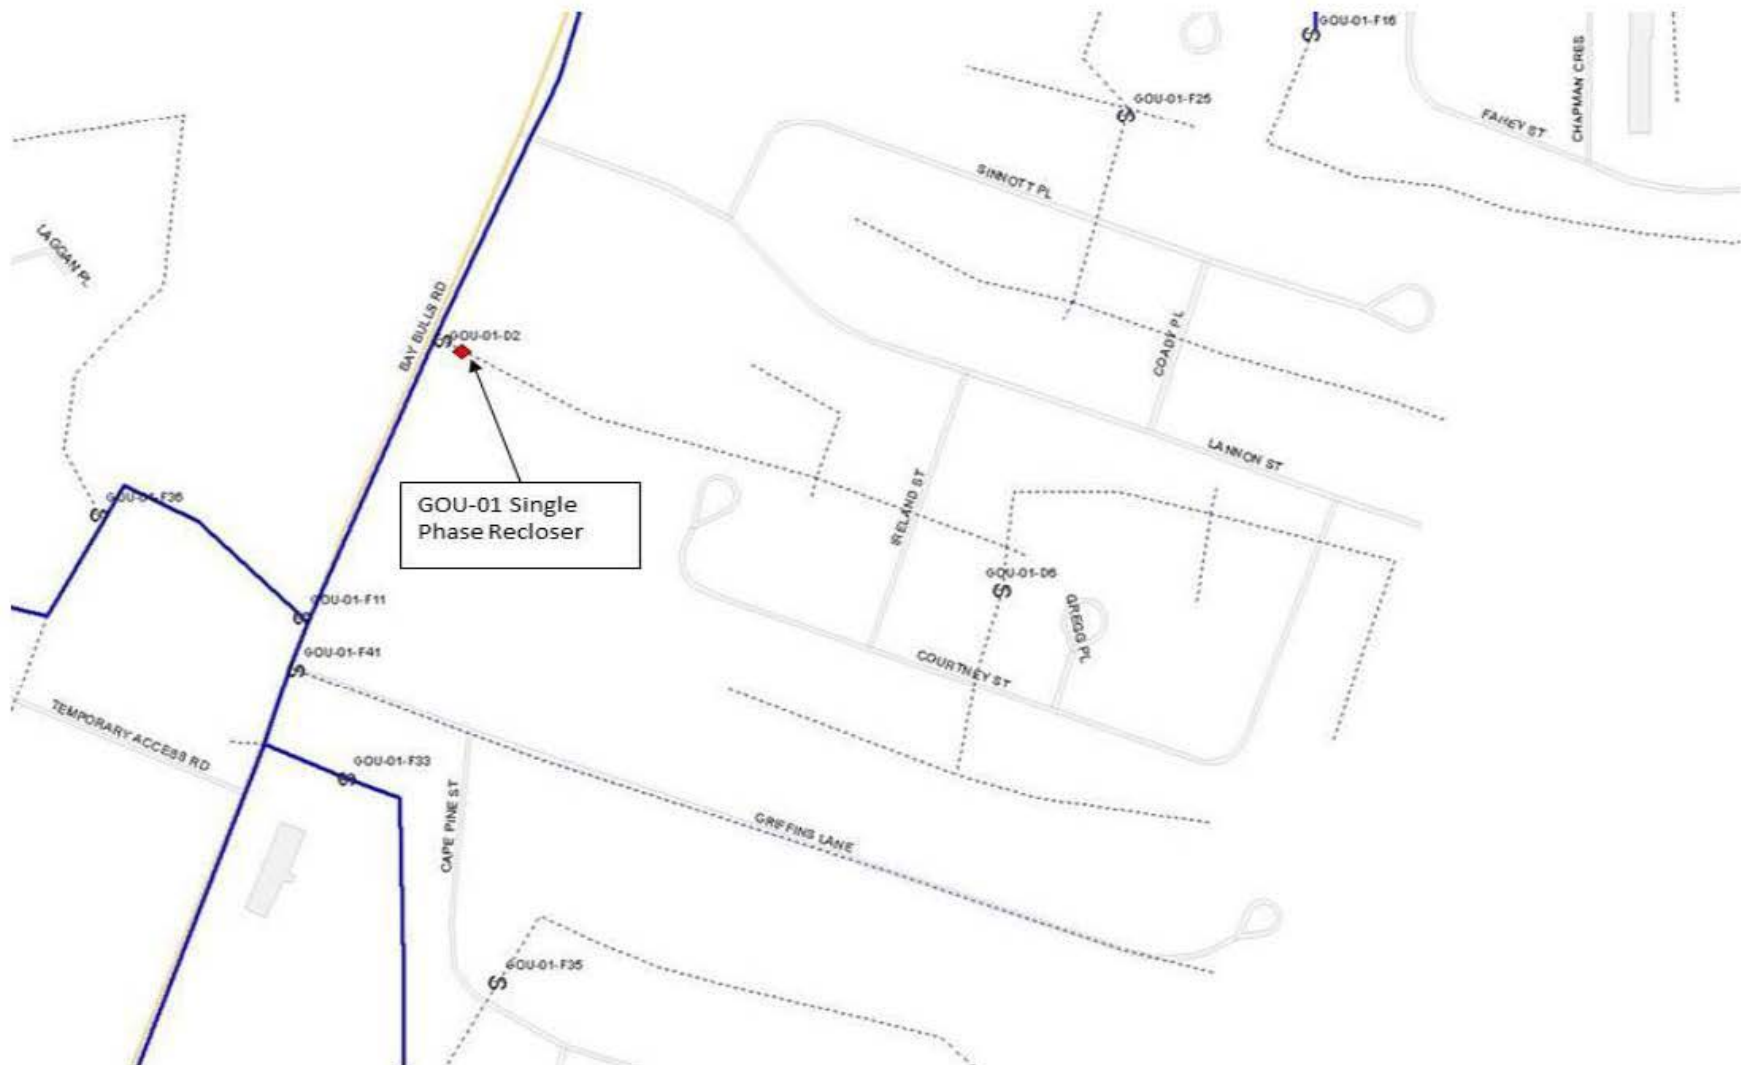 GOU-01-F16
GOU-01-F25
CHAPMAN CRES
FAHEY ST
SINNOTT PL
LAGGAN PL
BAY BULLS RD
GOU-01-D2
COADY PL
LANNON ST
GOU-01-F36
GOU-01 Single
Phase Recloser
IRELAND ST
GOU-01-D6
GREGG PL
GOU-01-F11
GOU-01-F41
COURTNEY ST
TEMPORARY ACCESS RD
GOU-01-F33
CAPE PINE ST
GRIFFINS LANE
GOU-01-F35